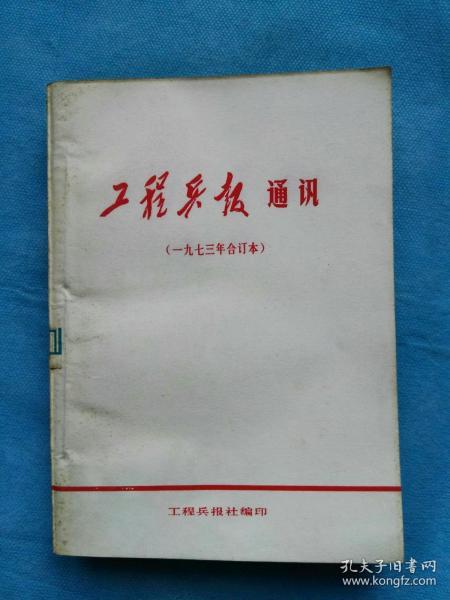 工程兵报 通讯
(一九七三年合订本)
工程兵报社编印
孔夫子旧书网
www.kongfz.com